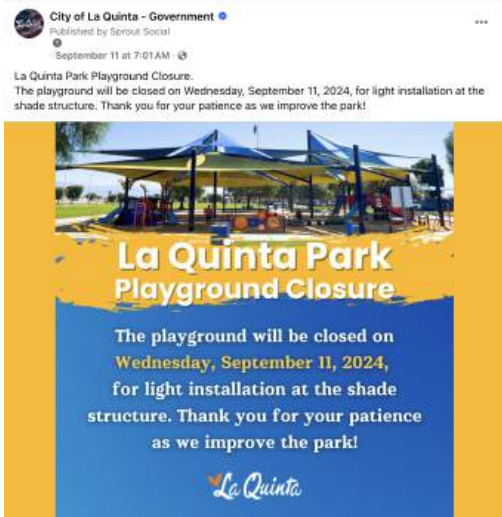 City of La Quinta - Government
Published by Sprout Social
September 11 at 7:01 AM ·
La Quinta Park Playground Closure.
The playground will be closed on Wednesday, September 11, 2024, for light installation at the
shade structure. Thank you for your patience as we improve the park!
La Quinta Park
Playground Closure
The playground will be closed on
Wednesday, September 11, 2024,
for light installation at the shade
structure. Thank you for your patience
as we improve the park!
La Quinta